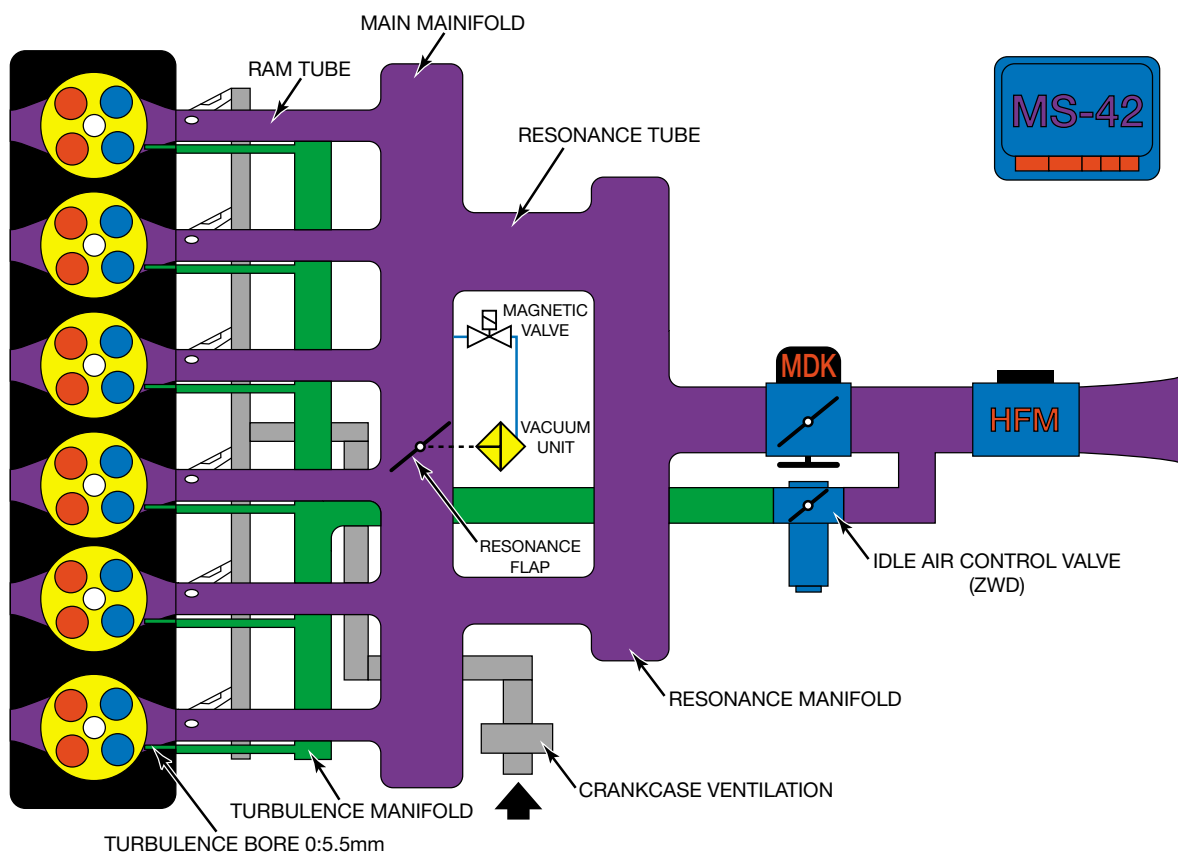 MAIN MAINIFOLD
RAM TUBE
RESONANCE TUBE
MS-42
MAGNETIC
VALVE
MDK
HFM
VACUUM
UNIT
RESONANCE
FLAP
IDLE AIR CONTROL VALVE
(ZWD)
RESONANCE MANIFOLD
CRANKCASE VENTILATION
TURBULENCE MANIFOLD
TURBULENCE BORE 0:5.5mm